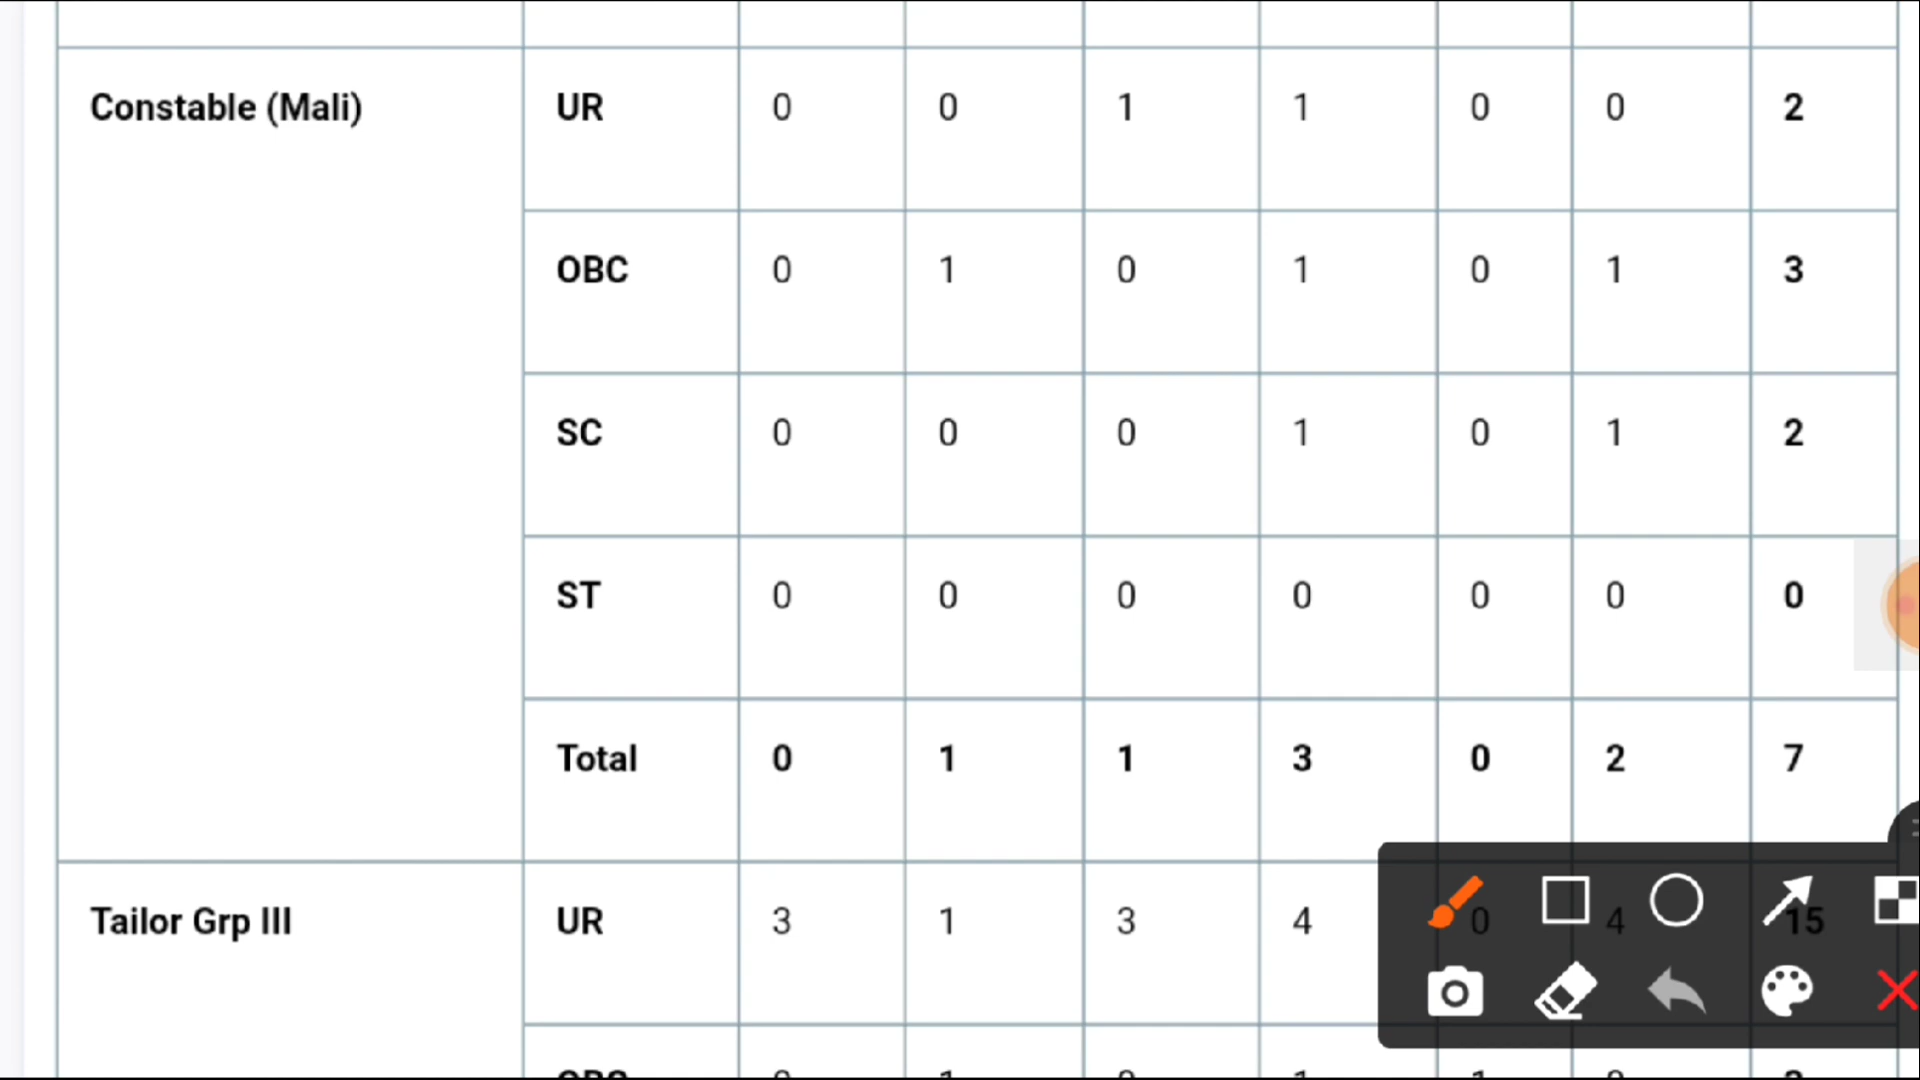 Constable (Mali) UR 0 0 1 1 0 0 2
OBC 0 1 0 1 0 1 3
SC 0 0 0 1 0 1 2
ST 0 0 0 0 0 0 0
Total 0 1 1 3 0 2 7
Tailor Grp III UR 3 1 3 4 0 4 15